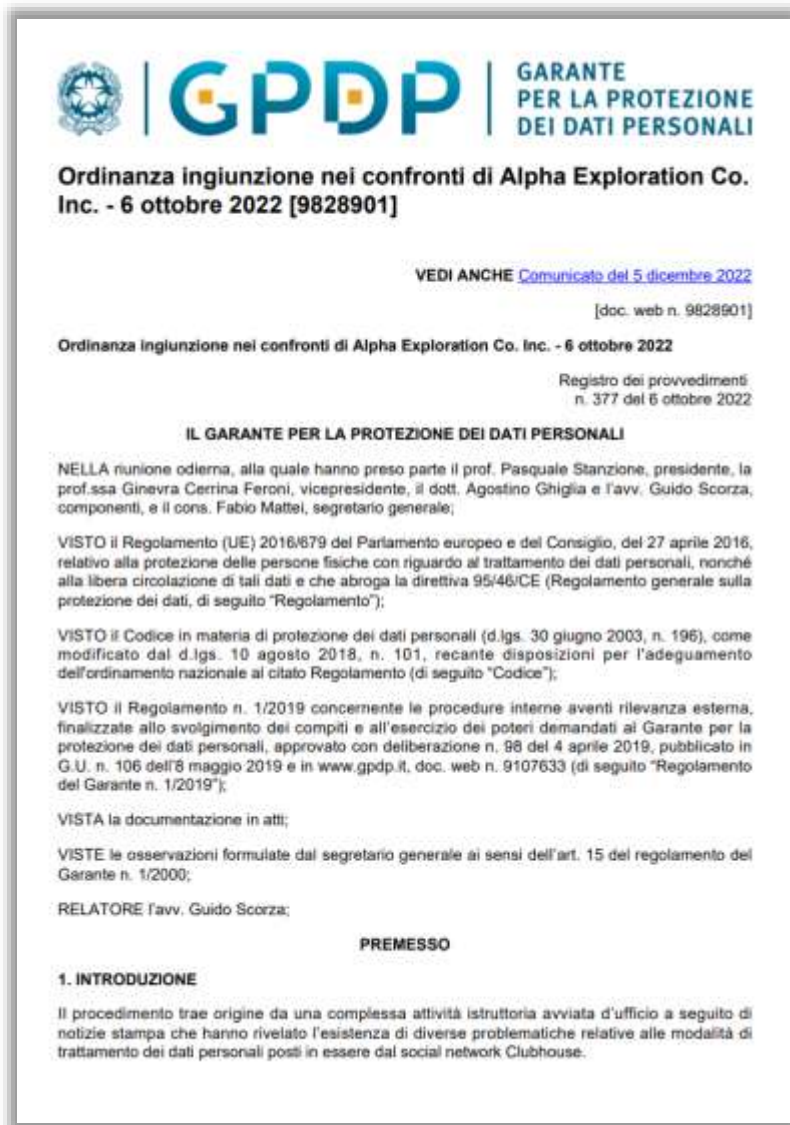 GPDP
GARANTE
PER LA PROTEZIONE
DEI DATI PERSONALI
Ordinanza ingiunzione nei confronti di Alpha Exploration Co.
Inc. - 6 ottobre 2022 [9828901]
VEDI ANCHE Comunicato del 5 dicembre 2022
[doc. web n. 9828901]
Ordinanza ingiunzione nei confronti di Alpha Exploration Co. Inc. - 6 ottobre 2022
Registro dei provvedimenti
n. 377 del 6 ottobre 2022
IL GARANTE PER LA PROTEZIONE DEI DATI PERSONALI
NELLA riunione odierna, alla quale hanno preso parte il prof. Pasquale Stanzione, presidente, la
prof.ssa Ginevra Cerrina Feroni, vicepresidente, il dott. Agostino Ghiglia e l'avv. Guido Scorza,
componenti, e il cons. Fabio Mattei, segretario generale;
VISTO il Regolamento (UE) 2016/679 del Parlamento europeo e del Consiglio, del 27 aprile 2016,
relativo alla protezione delle persone fisiche con riguardo al trattamento dei dati personali, nonché
alla libera circolazione di tali dati e che abroga la direttiva 95/46/CE (Regolamento generale sulla
protezione dei dati, di seguito "Regolamento");
VISTO il Codice in materia di protezione dei dati personali (d.lgs. 30 giugno 2003, n. 196), come
modificato dal d.lgs. 10 agosto 2018, n. 101, recante disposizioni per l'adeguamento
dell'ordinamento nazionale al citato Regolamento (di seguito "Codice");
VISTO il Regolamento n. 1/2019 concernente le procedure interne aventi rilevanza esterna,
finalizzate allo svolgimento dei compiti e all'esercizio dei poteri demandati al Garante per la
protezione dei dati personali, approvato con deliberazione n. 98 del 4 aprile 2019, pubblicato in
G.U. n. 106 dell'8 maggio 2019 e in www.gpdp.it, doc. web n. 9107633 (di seguito "Regolamento
del Garante n. 1/2019");
VISTA la documentazione in atti;
VISTE le osservazioni formulate dal segretario generale ai sensi dell'art. 15 del regolamento del
Garante n. 1/2000;
RELATORE l'avv. Guido Scorza;
PREMESSO
1. INTRODUZIONE
Il procedimento trae origine da una complessa attività istruttoria avviata d'ufficio a seguito di
notizie stampa che hanno rivelato l'esistenza di diverse problematiche relative alle modalità di
trattamento dei dati personali posti in essere dal social network Clubhouse.